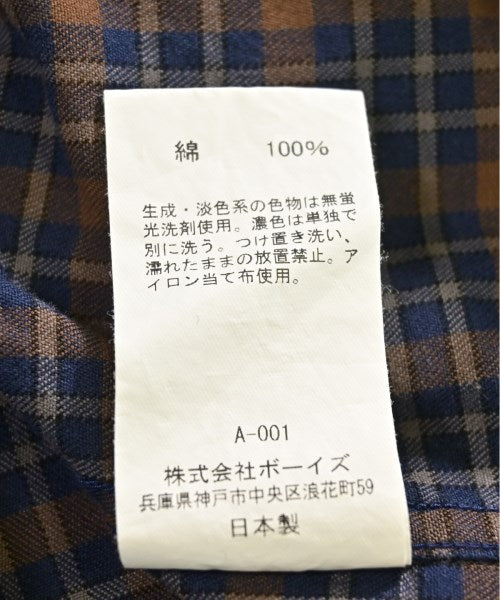 綿 100%
生成・淡色系の色物は無蛍
光洗剤使用。濃色は単独で
別に洗う。つけ置き洗い、
濡れたままの放置禁止。ア
イロン当て布使用。
A-001
株式会社ボーイズ
兵庫県神戸市中央区浪花町59
日本製